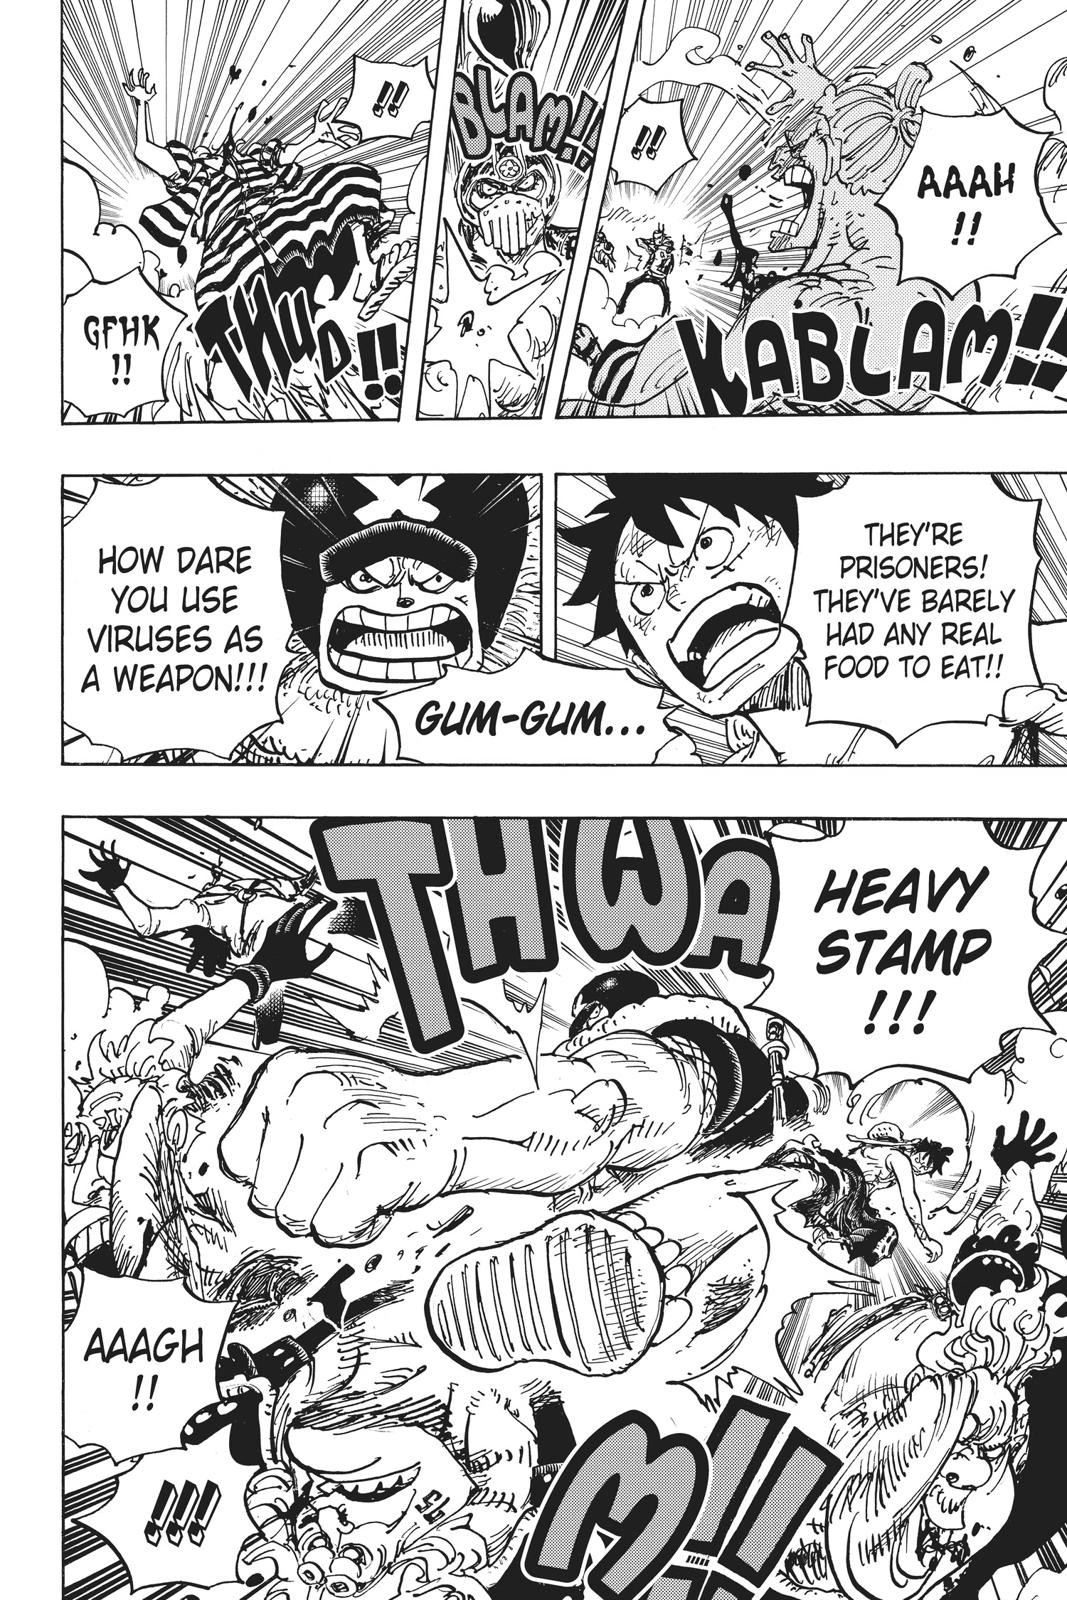 AAAH
!!
!!
KABLAM!!
BLAM!!
!!
THUD!!
GFHK
!!
THEY'RE
PRISONERS!
THEY'VE BARELY
HAD ANY REAL
FOOD TO EAT!!
HOW DARE
YOU USE
VIRUSES AS
A WEAPON!!!
GUM-GUM...
HEAVY
STAMP
!!!
THWAM!!
AAAGH
!!
!!!